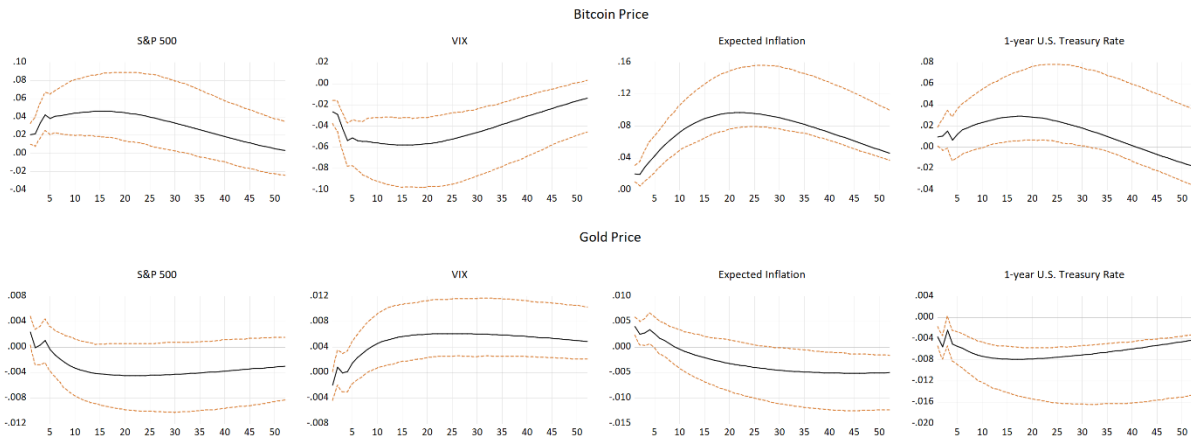 Bitcoin Price
S&P 500
VIX
Expected Inflation
1-year U.S. Treasury Rate
.10
.08
.06
.04
.02
.00
-.02
-.04
5 10 15 20 25 30 35 40 45 50
.02
.00
-.02
-.04
-.06
-.08
-.10
5 10 15 20 25 30 35 40 45 50
.16
.12
.08
.04
.00
5 10 15 20 25 30 35 40 45 50
.08
.06
.04
.02
.00
-.02
-.04
5 10 15 20 25 30 35 40 45 50
Gold Price
S&P 500
VIX
Expected Inflation
1-year U.S. Treasury Rate
.008
.004
.000
-.004
-.008
-.012
5 10 15 20 25 30 35 40 45 50
.012
.008
.004
.000
-.004
-.008
5 10 15 20 25 30 35 40 45 50
.010
.005
.000
-.005
-.010
-.015
5 10 15 20 25 30 35 40 45 50
.004
.000
-.004
-.008
-.012
-.016
-.020
5 10 15 20 25 30 35 40 45 50